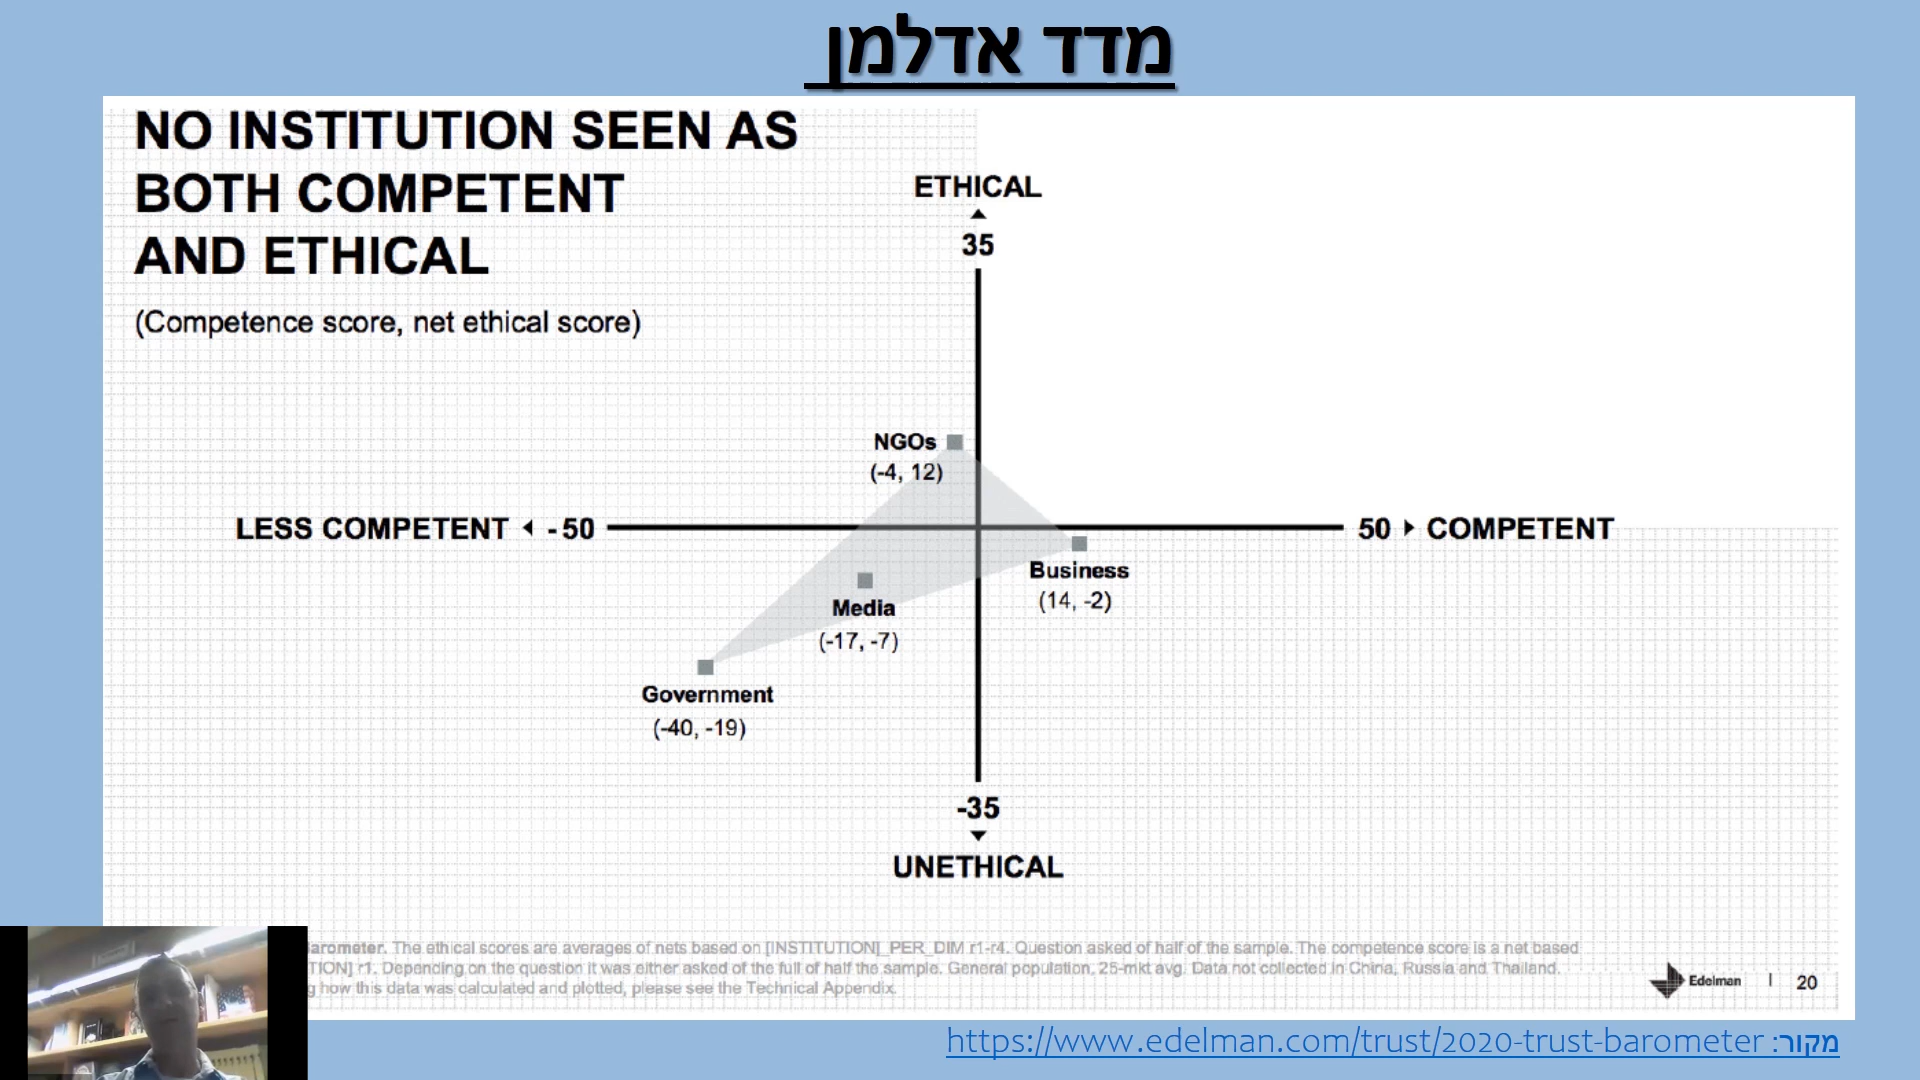 מדד אדלמן
NO INSTITUTION SEEN AS
BOTH COMPETENT
AND ETHICAL
(Competence score, net ethical score)
ETHICAL
35
NGOs
(-4, 12)
LESS COMPETENT
-50
50
COMPETENT
Business
(14, -2)
Media
(-17, -7)
Government
(-40, -19)
-35
UNETHICAL
arometer. The ethical scores are averages of nets based on [INSTITUTION]_PER_DIM r1-r4. Question asked of half of the sample. The competence score is a net based
TION] r1. Depending on the question it was either asked of the full of half the sample. General population, 25-mkt avg. Data not collected in China, Russia and Thailand.
g how this data was calculated and plotted, please see the Technical Appendix.
Edelman | 20
מקור: https://www.edelman.com/trust/2020-trust-barometer